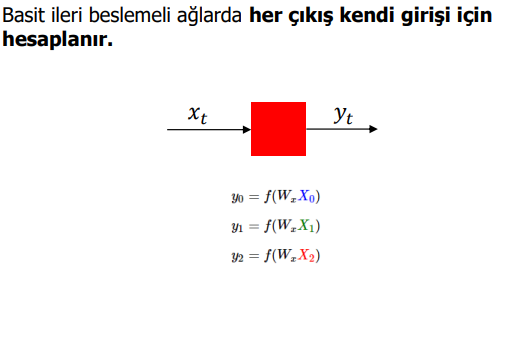 Basit ileri beslemeli ağlarda her çıkış kendi girişi için
hesaplanır.
xₜ yₜ
y₀ = f(WₓX₀)
y₁ = f(WₓX₁)
y₂ = f(WₓX₂)